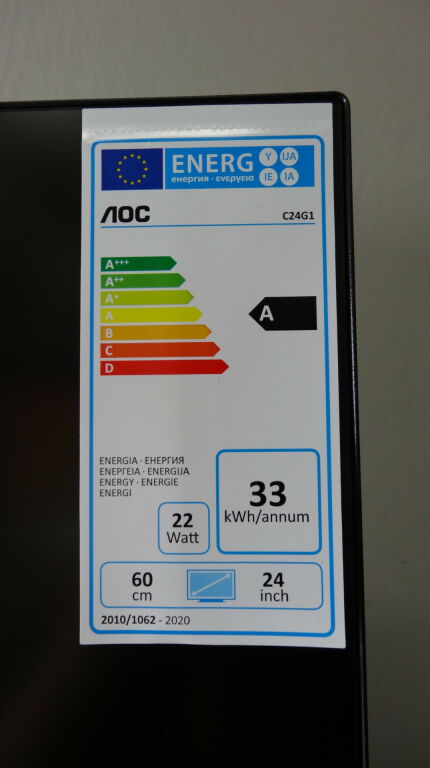 ENERG Y IJA
енергия · ενεργεια IE IA
AOC C24G1
A+++
A++
A+
A
B
C
D
A
ENERGIA · ЕНЕРГИЯ
ΕΝΕΡΓΕΙΑ · ENERGIJA
ENERGY · ENERGIE
ENERGI
22
Watt
33
kWh/annum
60
cm
24
inch
2010/1062 - 2020